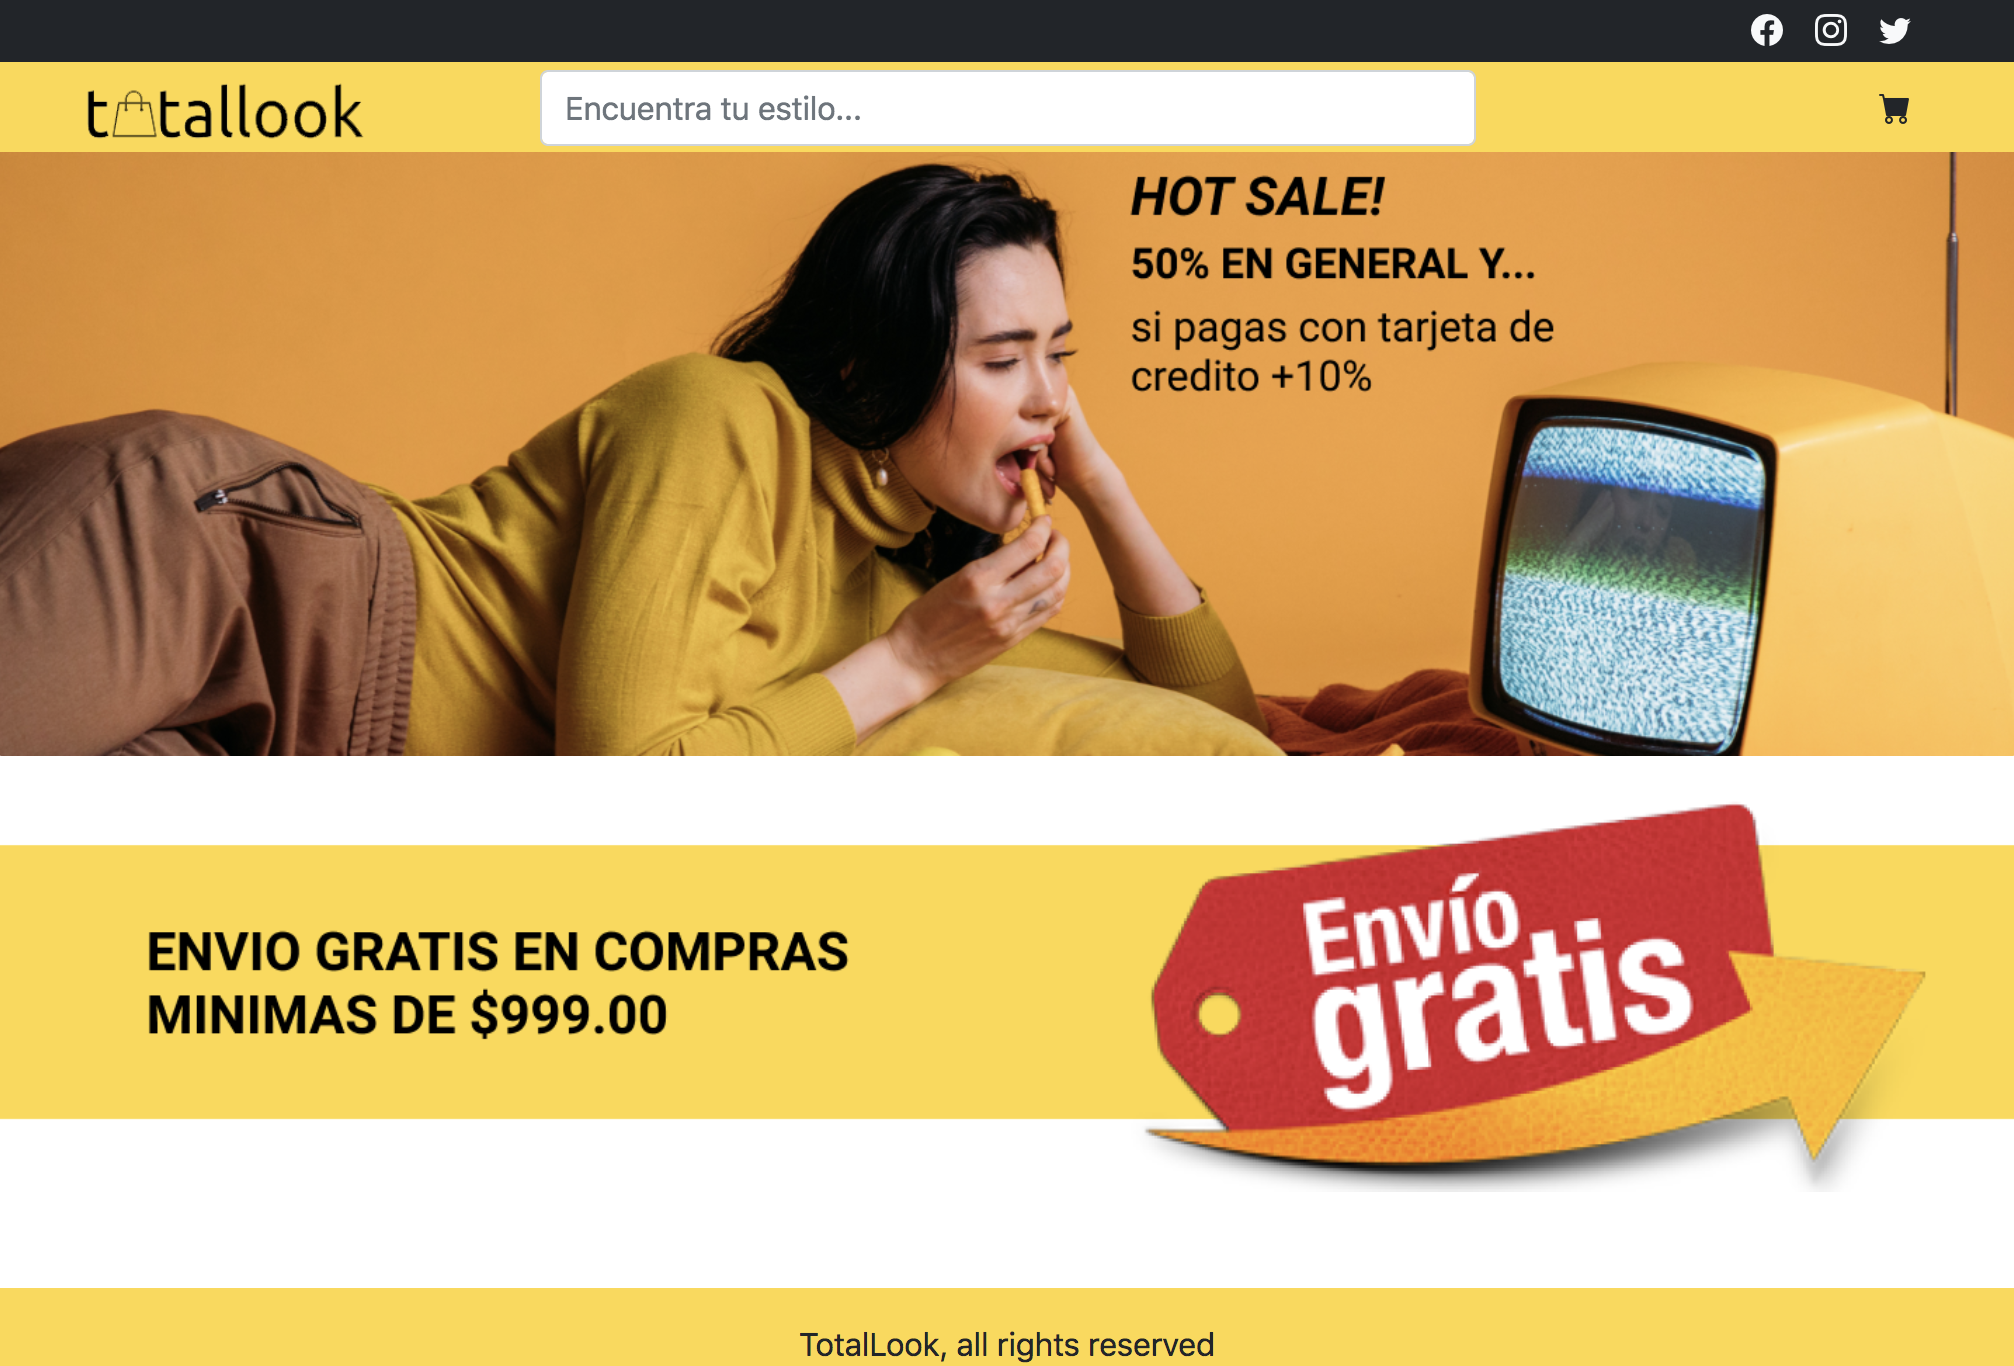 totallook
Encuentra tu estilo...
HOT SALE!
50% EN GENERAL Y...
si pagas con tarjeta de
credito +10%
ENVIO GRATIS EN COMPRAS
MINIMAS DE $999.00
Envío
gratis
TotalLook, all rights reserved